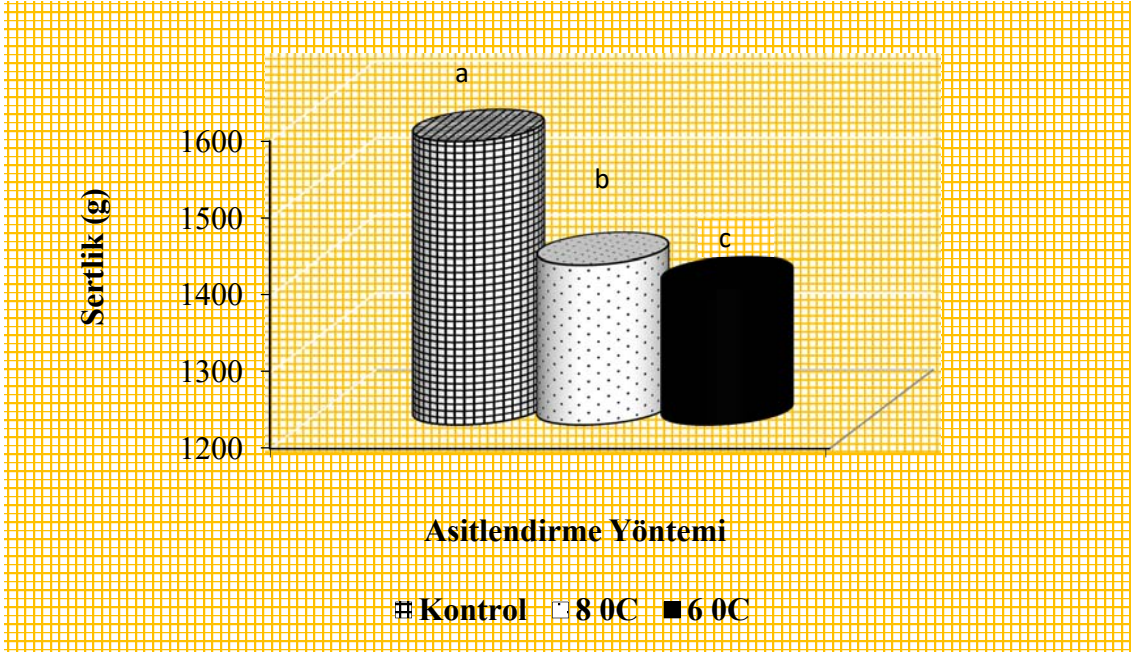 a
1600
b
1500
c
1400
1300
1200
Sertlik (g)
Asitlendirme Yöntemi
Kontrol 8 0C 6 0C